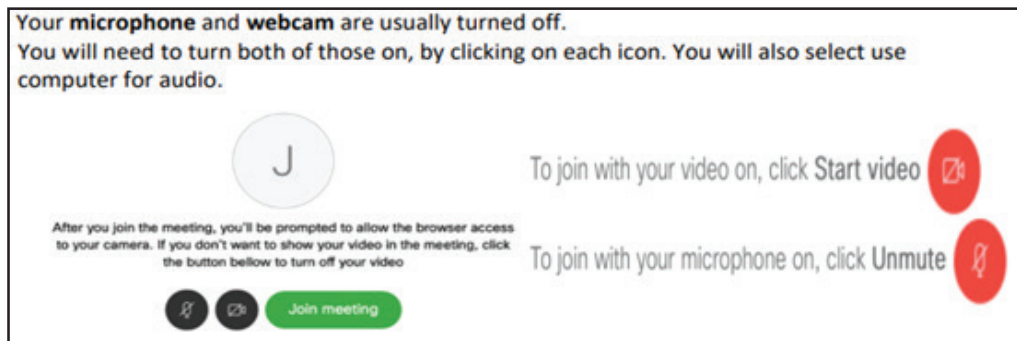 Your microphone and webcam are usually turned off.
You will need to turn both of those on, by clicking on each icon. You will also select use
computer for audio.
J
After you join the meeting, you'll be prompted to allow the browser access
to your camera. If you don't want to show your video in the meeting, click
the button bellow to turn off your video
Join meeting
To join with your video on, click Start video
To join with your microphone on, click Unmute